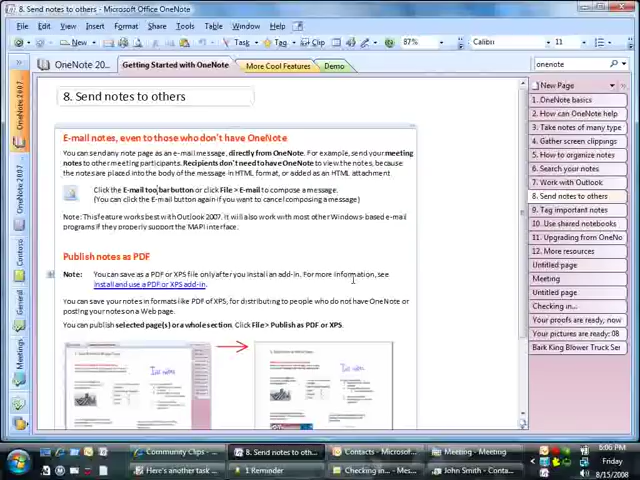 8. Send notes to others - Microsoft Office OneNote
File Edit View Insert Format Share Tools Table Window Help
New Task Tag Clip 87% Calibri 11 onenote
OneNote 20... Getting Started with OneNote More Cool Features Demo
8. Send notes to others
E-mail notes, even to those who don't have OneNote
You can send any note page as an e-mail message, directly from OneNote. For example, send your meeting
notes to other meeting participants. Recipients don't need to have OneNote to view the notes, because
the notes are placed into the body of the message in HTML format, or added as an HTML attachment
Click the E-mail toolbar button or click File > E-mail to compose a message.
(You can click the E-mail button again if you want to cancel composing a message)
Note: This feature works best with Outlook 2007. It will also work with most other Windows-based e-mail
programs if they properly support the MAPI interface.
Publish notes as PDF
Note: You can save as a PDF or XPS file only after you install an add-in. For more information, see
Install and use a PDF or XPS add-in.
You can save your notes in formats like PDF of XPS, for distributing to people who do not have OneNote or
posting your notes on a Web page.
You can publish selected page(s) or a whole section. Click File > Publish as PDF or XPS.
OneNote 2007
OneNote 2007
Contoso
Meetings
New Page
1. OneNote basics
2. How can OneNote help
3. Take notes of many type
4. Gather screen clippings
5. How to organize notes
6. Search your notes
7. Work with Outlook
8. Send notes to others
9. Tag important notes
10. Use shared notebooks
11. Upgrading from OneNo
12. More resources
Untitled page
Meeting
Untitled page
Checking in...
Your proofs are ready, now
Your pictures are ready: 08
Bark King Blower Truck Ser
Community Clips - ... 8. Send notes to oth... Contacts - Microsof... Meeting - Meeting
Here's another task ... 1 Reminder Checking in... - Mes... John Smith - Conta...
6:06 PM
Friday
8/15/2008